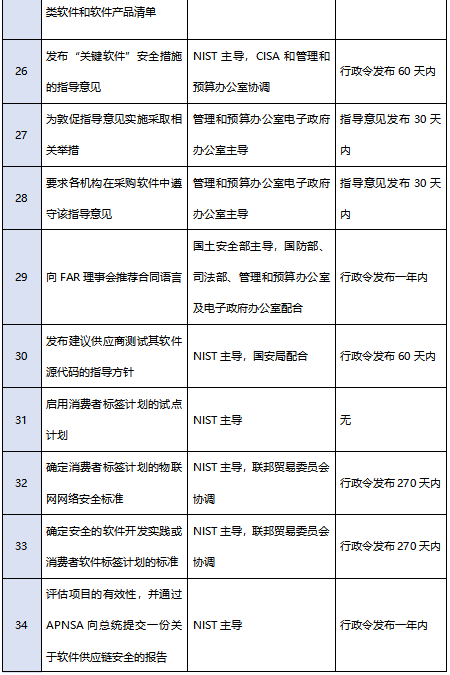 类软件和软件产品清单
26
发布“关键软件”安全措施
的指导意见
NIST 主导，CISA 和管理和
预算办公室协调
行政令发布 60 天内
27
为敦促指导意见实施采取相
关举措
管理和预算办公室电子政府
办公室主导
指导意见发布 30 天
内
28
要求各机构在采购软件中遵
守该指导意见
管理和预算办公室电子政府
办公室主导
指导意见发布 30 天
内
29
向 FAR 理事会推荐合同语言
国土安全部主导，国防部、
司法部、管理和预算办公室
及电子政府办公室配合
行政令发布一年内
30
发布建议供应商测试其软件
源代码的指导方针
NIST 主导，国安局配合
行政令发布 60 天内
31
启用消费者标签计划的试点
计划
NIST 主导
无
32
确定消费者标签计划的物联
网网络安全标准
NIST 主导，联邦贸易委员会
协调
行政令发布 270 天内
33
确定安全的软件开发实践或
消费者软件标签计划的标准
NIST 主导，联邦贸易委员会
协调
行政令发布 270 天内
34
评估项目的有效性，并通过
APNSA 向总统提交一份关
于软件供应链安全的报告
NIST 主导
行政令发布一年内